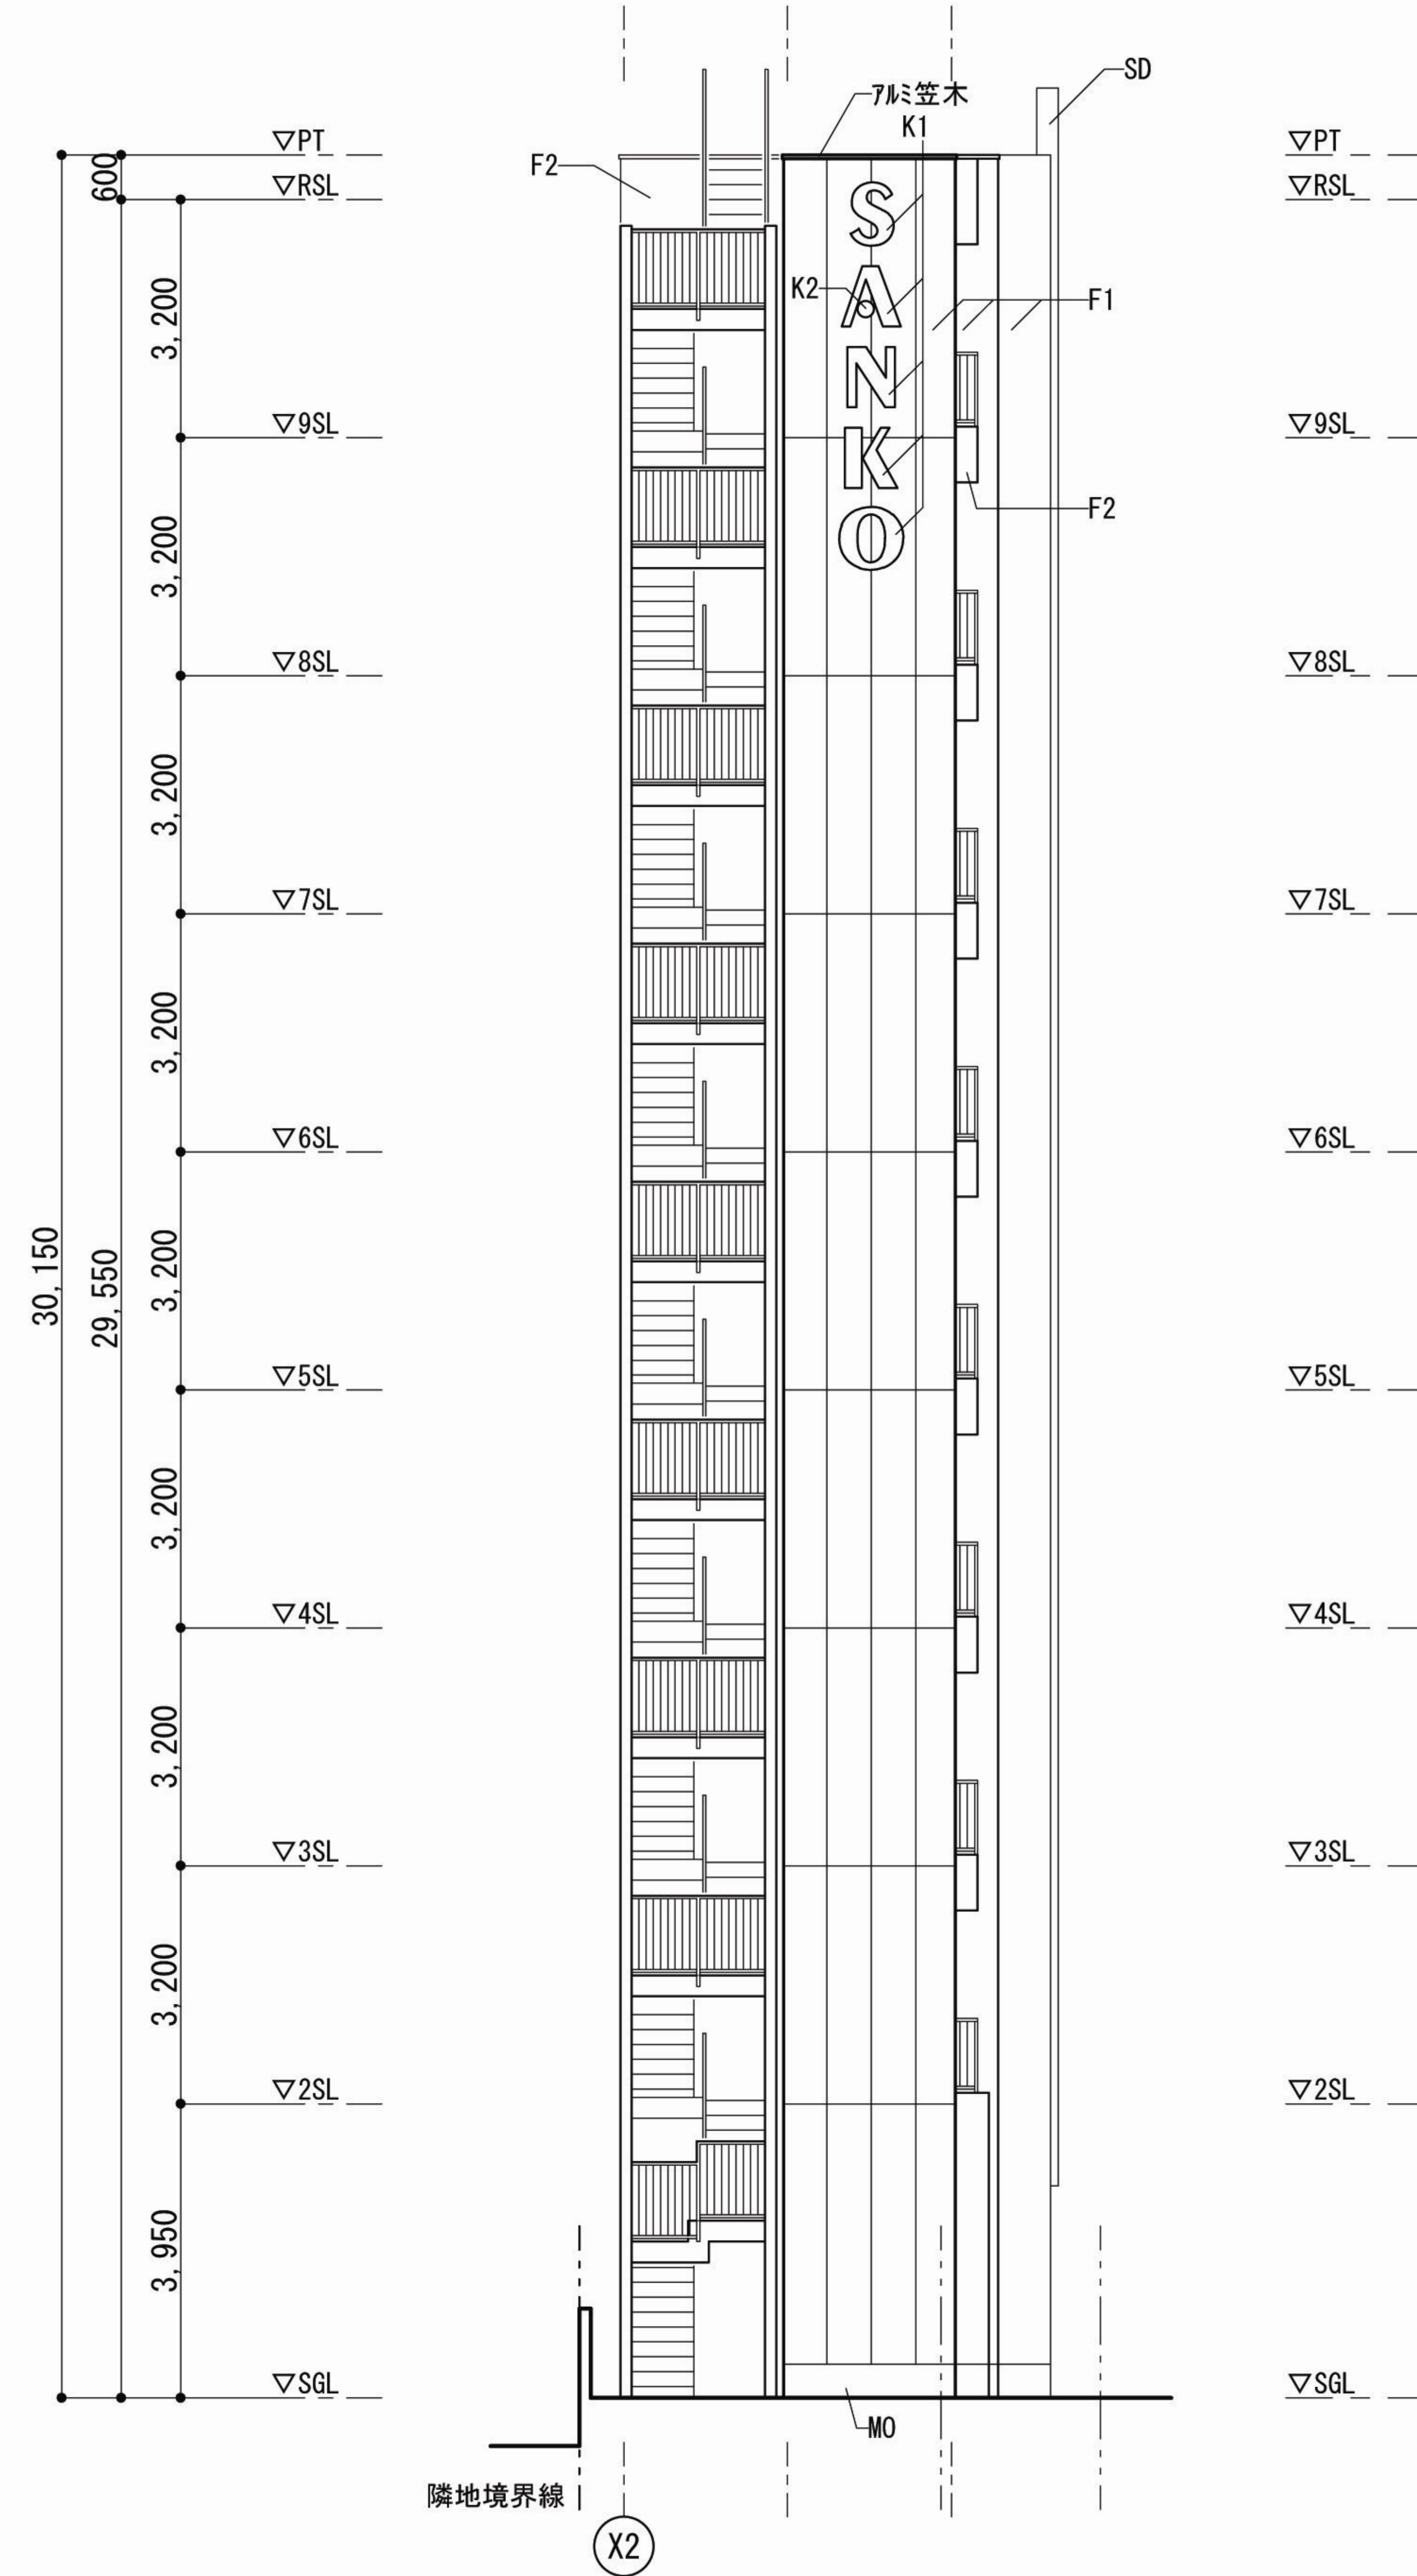 SD
アルミ笠木
K1
▽PT
▽PT
F2
600
▽RSL
▽RSL
S
A
N
K
O
K2
F1
3,200
▽9SL
▽9SL
F2
3,200
▽8SL
▽8SL
3,200
▽7SL
▽7SL
3,200
▽6SL
▽6SL
30,150
29,550
3,200
▽5SL
▽5SL
3,200
▽4SL
▽4SL
3,200
▽3SL
▽3SL
3,200
▽2SL
▽2SL
3,950
▽SGL
▽SGL
MO
隣地境界線
X2